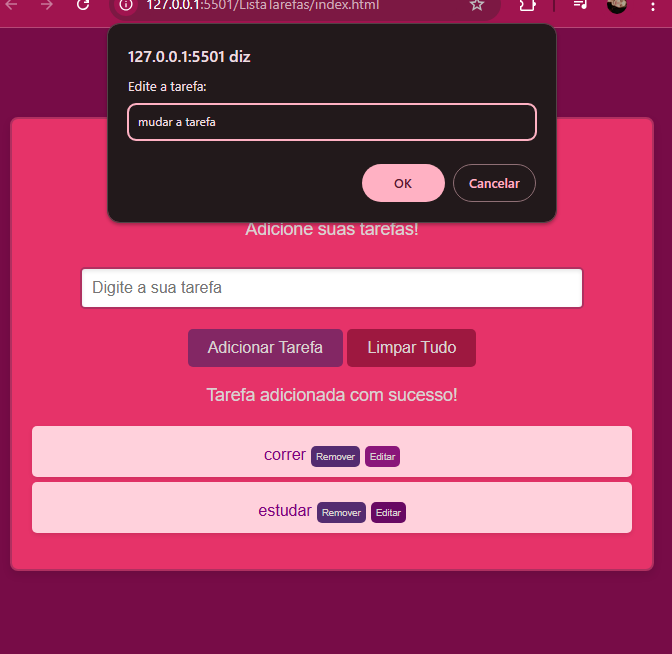 127.0.0.1:5501/ListaTarefas/index.html
127.0.0.1:5501 diz
Edite a tarefa:
mudar a tarefa
OK Cancelar
Adicione suas tarefas!
Digite a sua tarefa
Adicionar Tarefa Limpar Tudo
Tarefa adicionada com sucesso!
correr Remover Editar
estudar Remover Editar